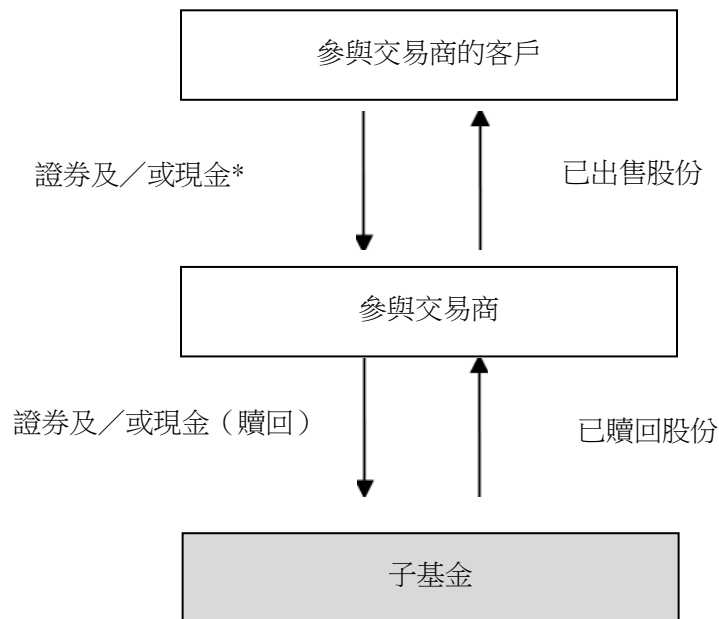 參與交易商的客戶
證券及／或現金*
已出售股份
參與交易商
證券及／或現金（贖回）
已贖回股份
子基金